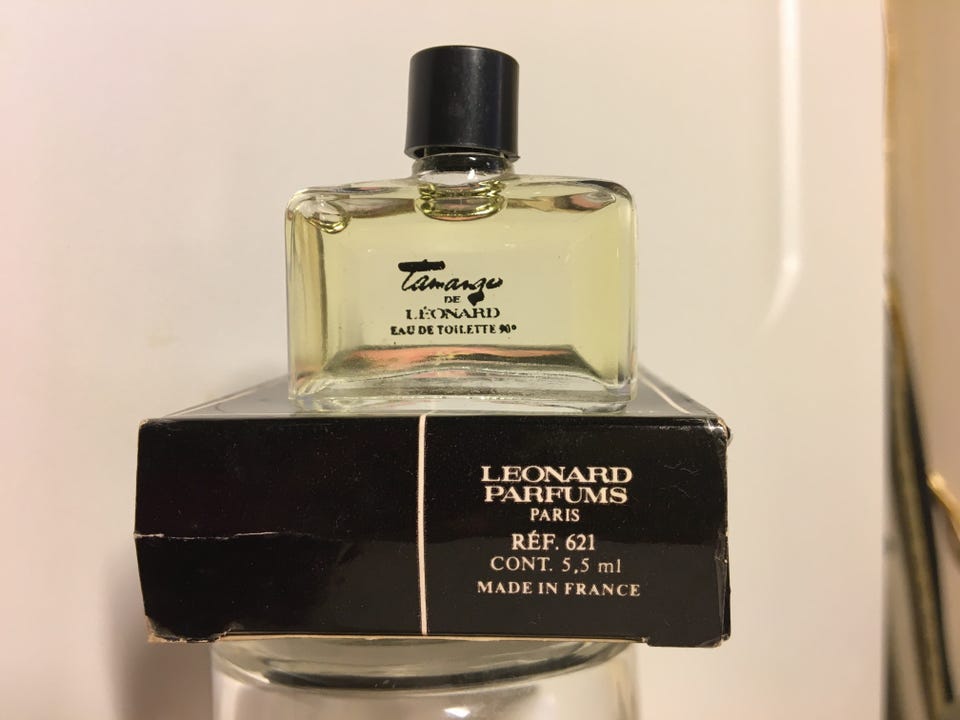 Tamango
DE
LÉONARD
EAU DE TOILETTE 90°
LEONARD
PARFUMS
PARIS
RÉF. 621
CONT. 5,5 ml
MADE IN FRANCE